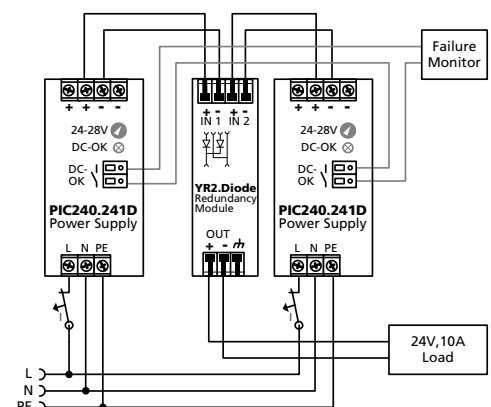 Failure
Monitor
+ + - -
24-28V
DC-OK
DC-
OK
PIC240.241D
Power Supply
L N PE
I
+ - + -
IN 1 IN 2
YR2.Diode
Redundancy
Module
OUT
+ -
+ + - -
24-28V
DC-OK
DC-
OK
PIC240.241D
Power Supply
L N PE
I
24V,10A
Load
L
N
PE